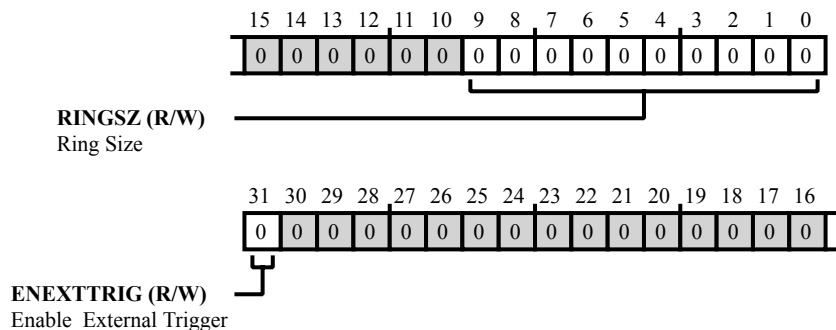 15 14 13 12 11 10 9 8 7 6 5 4 3 2 1 0
0 0 0 0 0 0 0 0 0 0 0 0 0 0 0 0
RINGSZ (R/W)
Ring Size
31 30 29 28 27 26 25 24 23 22 21 20 19 18 17 16
0 0 0 0 0 0 0 0 0 0 0 0 0 0 0 0
ENEXTTRIG (R/W)
Enable External Trigger